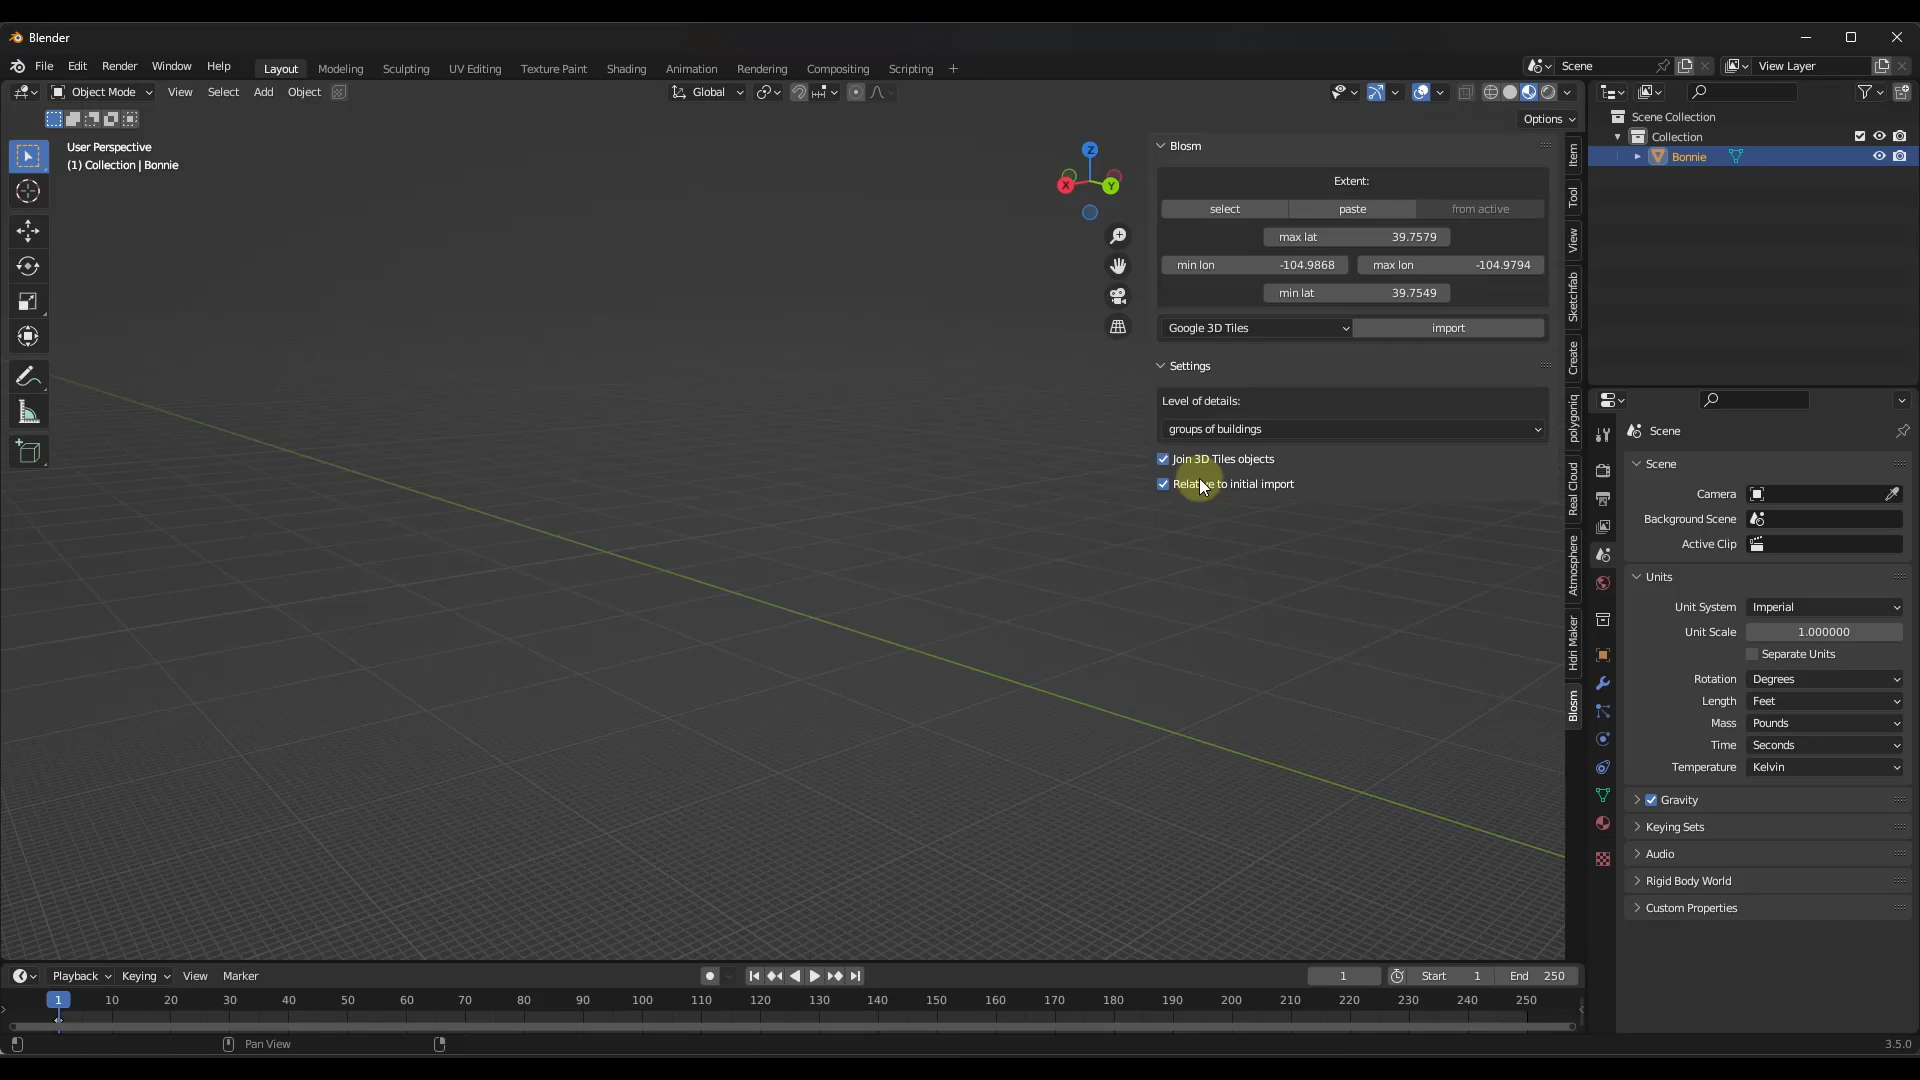 Blender
File Edit Render Window Help Layout Modeling Sculpting UV Editing Texture Paint Shading Animation Rendering Compositing Scripting + Scene View Layer
Object Mode View Select Add Object Global
Options
User Perspective
(1) Collection | Bonnie
Z
X
Y
Blosm
Extent:
select paste from active
max lat 39.7579
min lon -104.9868 max lon -104.9794
min lat 39.7549
Google 3D Tiles import
Settings
Level of details:
groups of buildings
Join 3D Tiles objects
Relative to initial import
Item
Tool
View
Sketchfab
Create
polygoniq
Real Cloud
Atmosphere
Hdri Maker
Blosm
Scene Collection
Collection
Bonnie
Scene
Scene
Camera
Background Scene
Active Clip
Units
Unit System Imperial
Unit Scale 1.000000
Separate Units
Rotation Degrees
Length Feet
Mass Pounds
Time Seconds
Temperature Kelvin
Gravity
Keying Sets
Audio
Rigid Body World
Custom Properties
Playback Keying View Marker 1 Start 1 End 250
1 10 20 30 40 50 60 70 80 90 100 110 120 130 140 150 160 170 180 190 200 210 220 230 240 250
Pan View 3.5.0